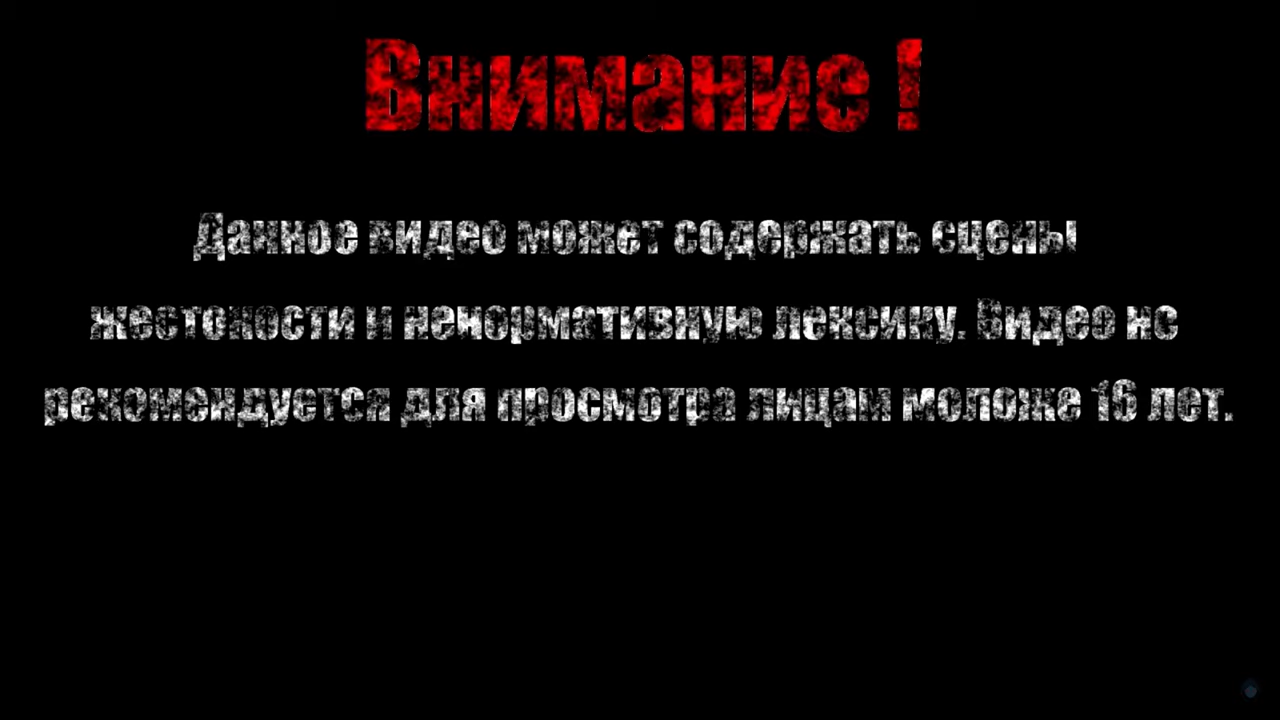 Внимание !
Данное видео может содержать сцены
жестокости и ненормативную лексику. Видео не
рекомендуется для просмотра лицам моложе 16 лет.